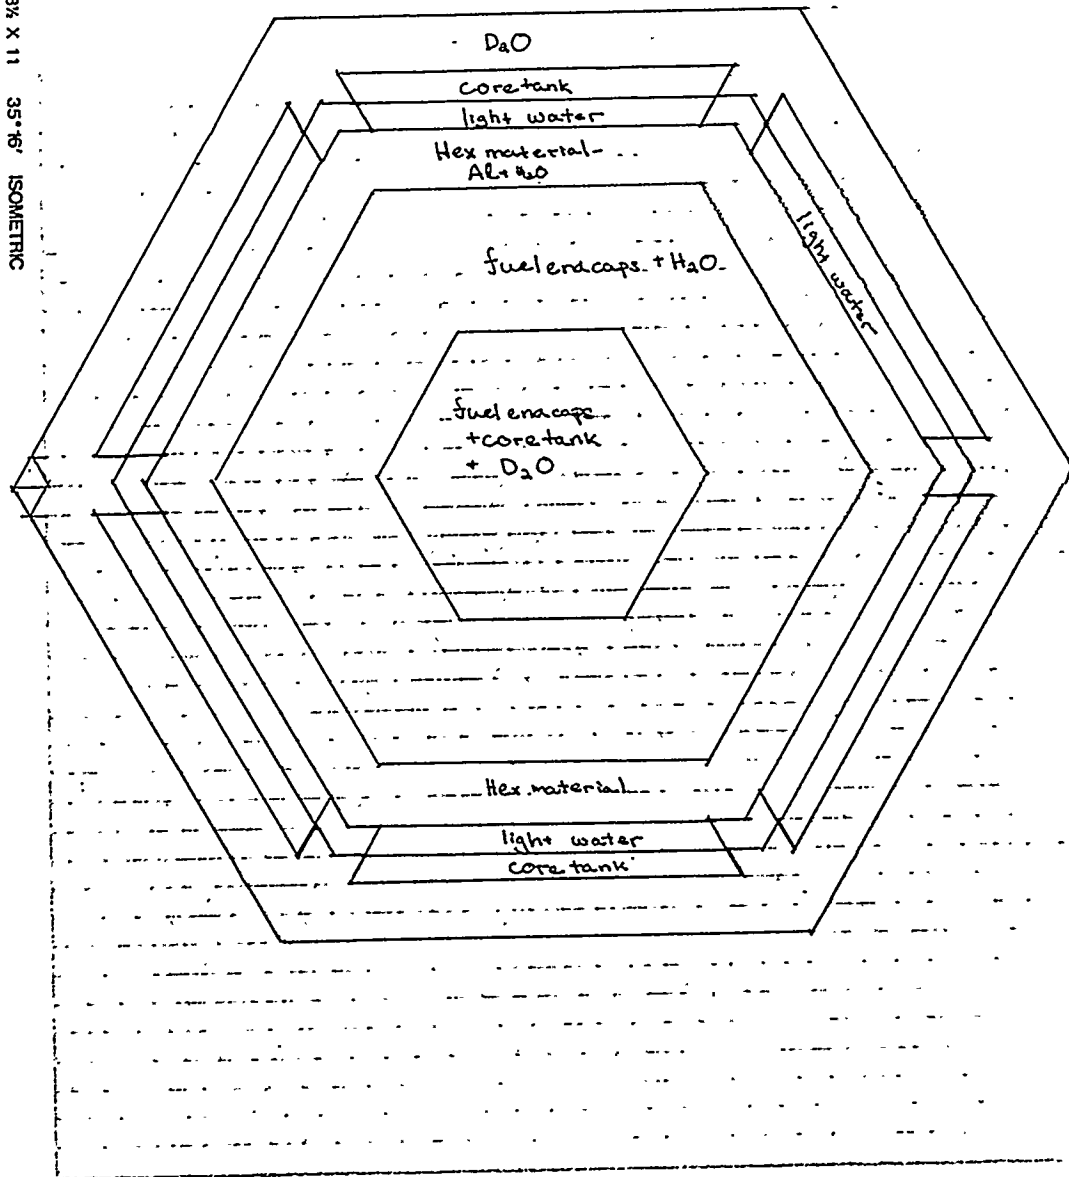 8½ X 11 35°16' ISOMETRIC
D₂O
core tank
light water
Hex material-
Al + H₂O
light water
fuel endcaps + H₂O
fuel endcaps
+ core tank
+ D₂O
Hex material
light water
core tank